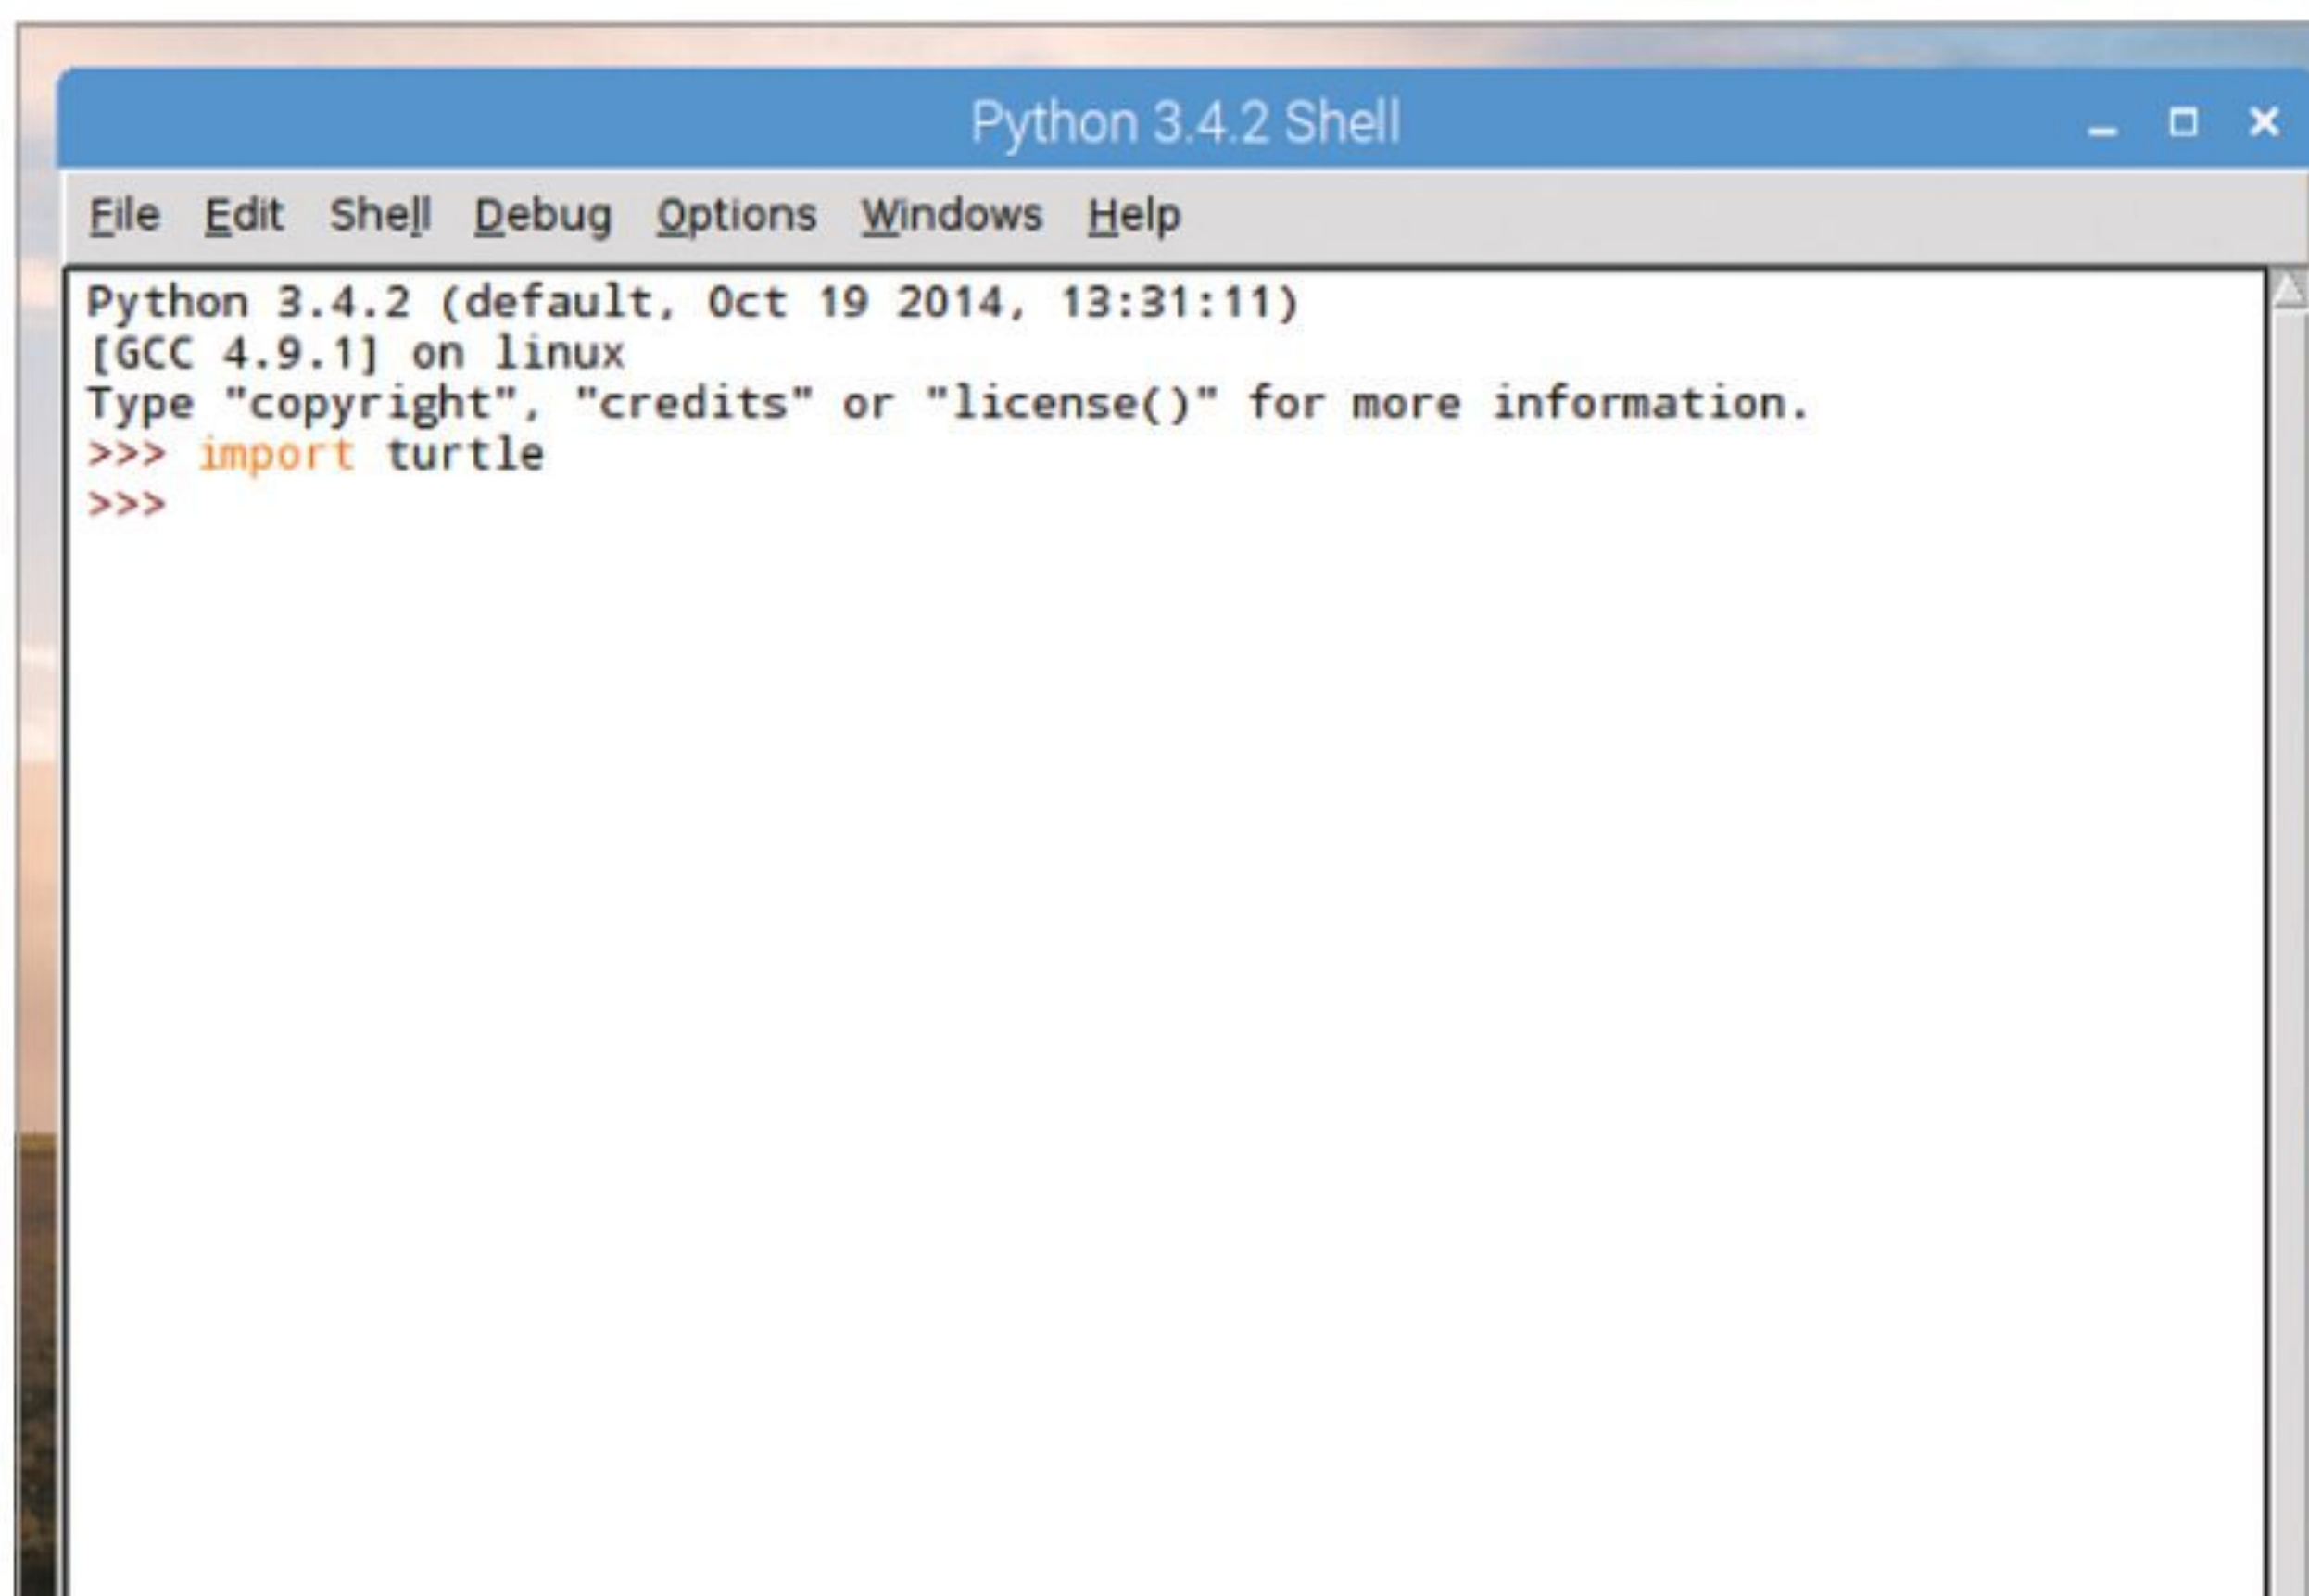 Python 3.4.2 Shell
File Edit Shell Debug Options Windows Help
Python 3.4.2 (default, Oct 19 2014, 13:31:11)
[GCC 4.9.1] on linux
Type "copyright", "credits" or "license()" for more information.
>>> import turtle
>>>